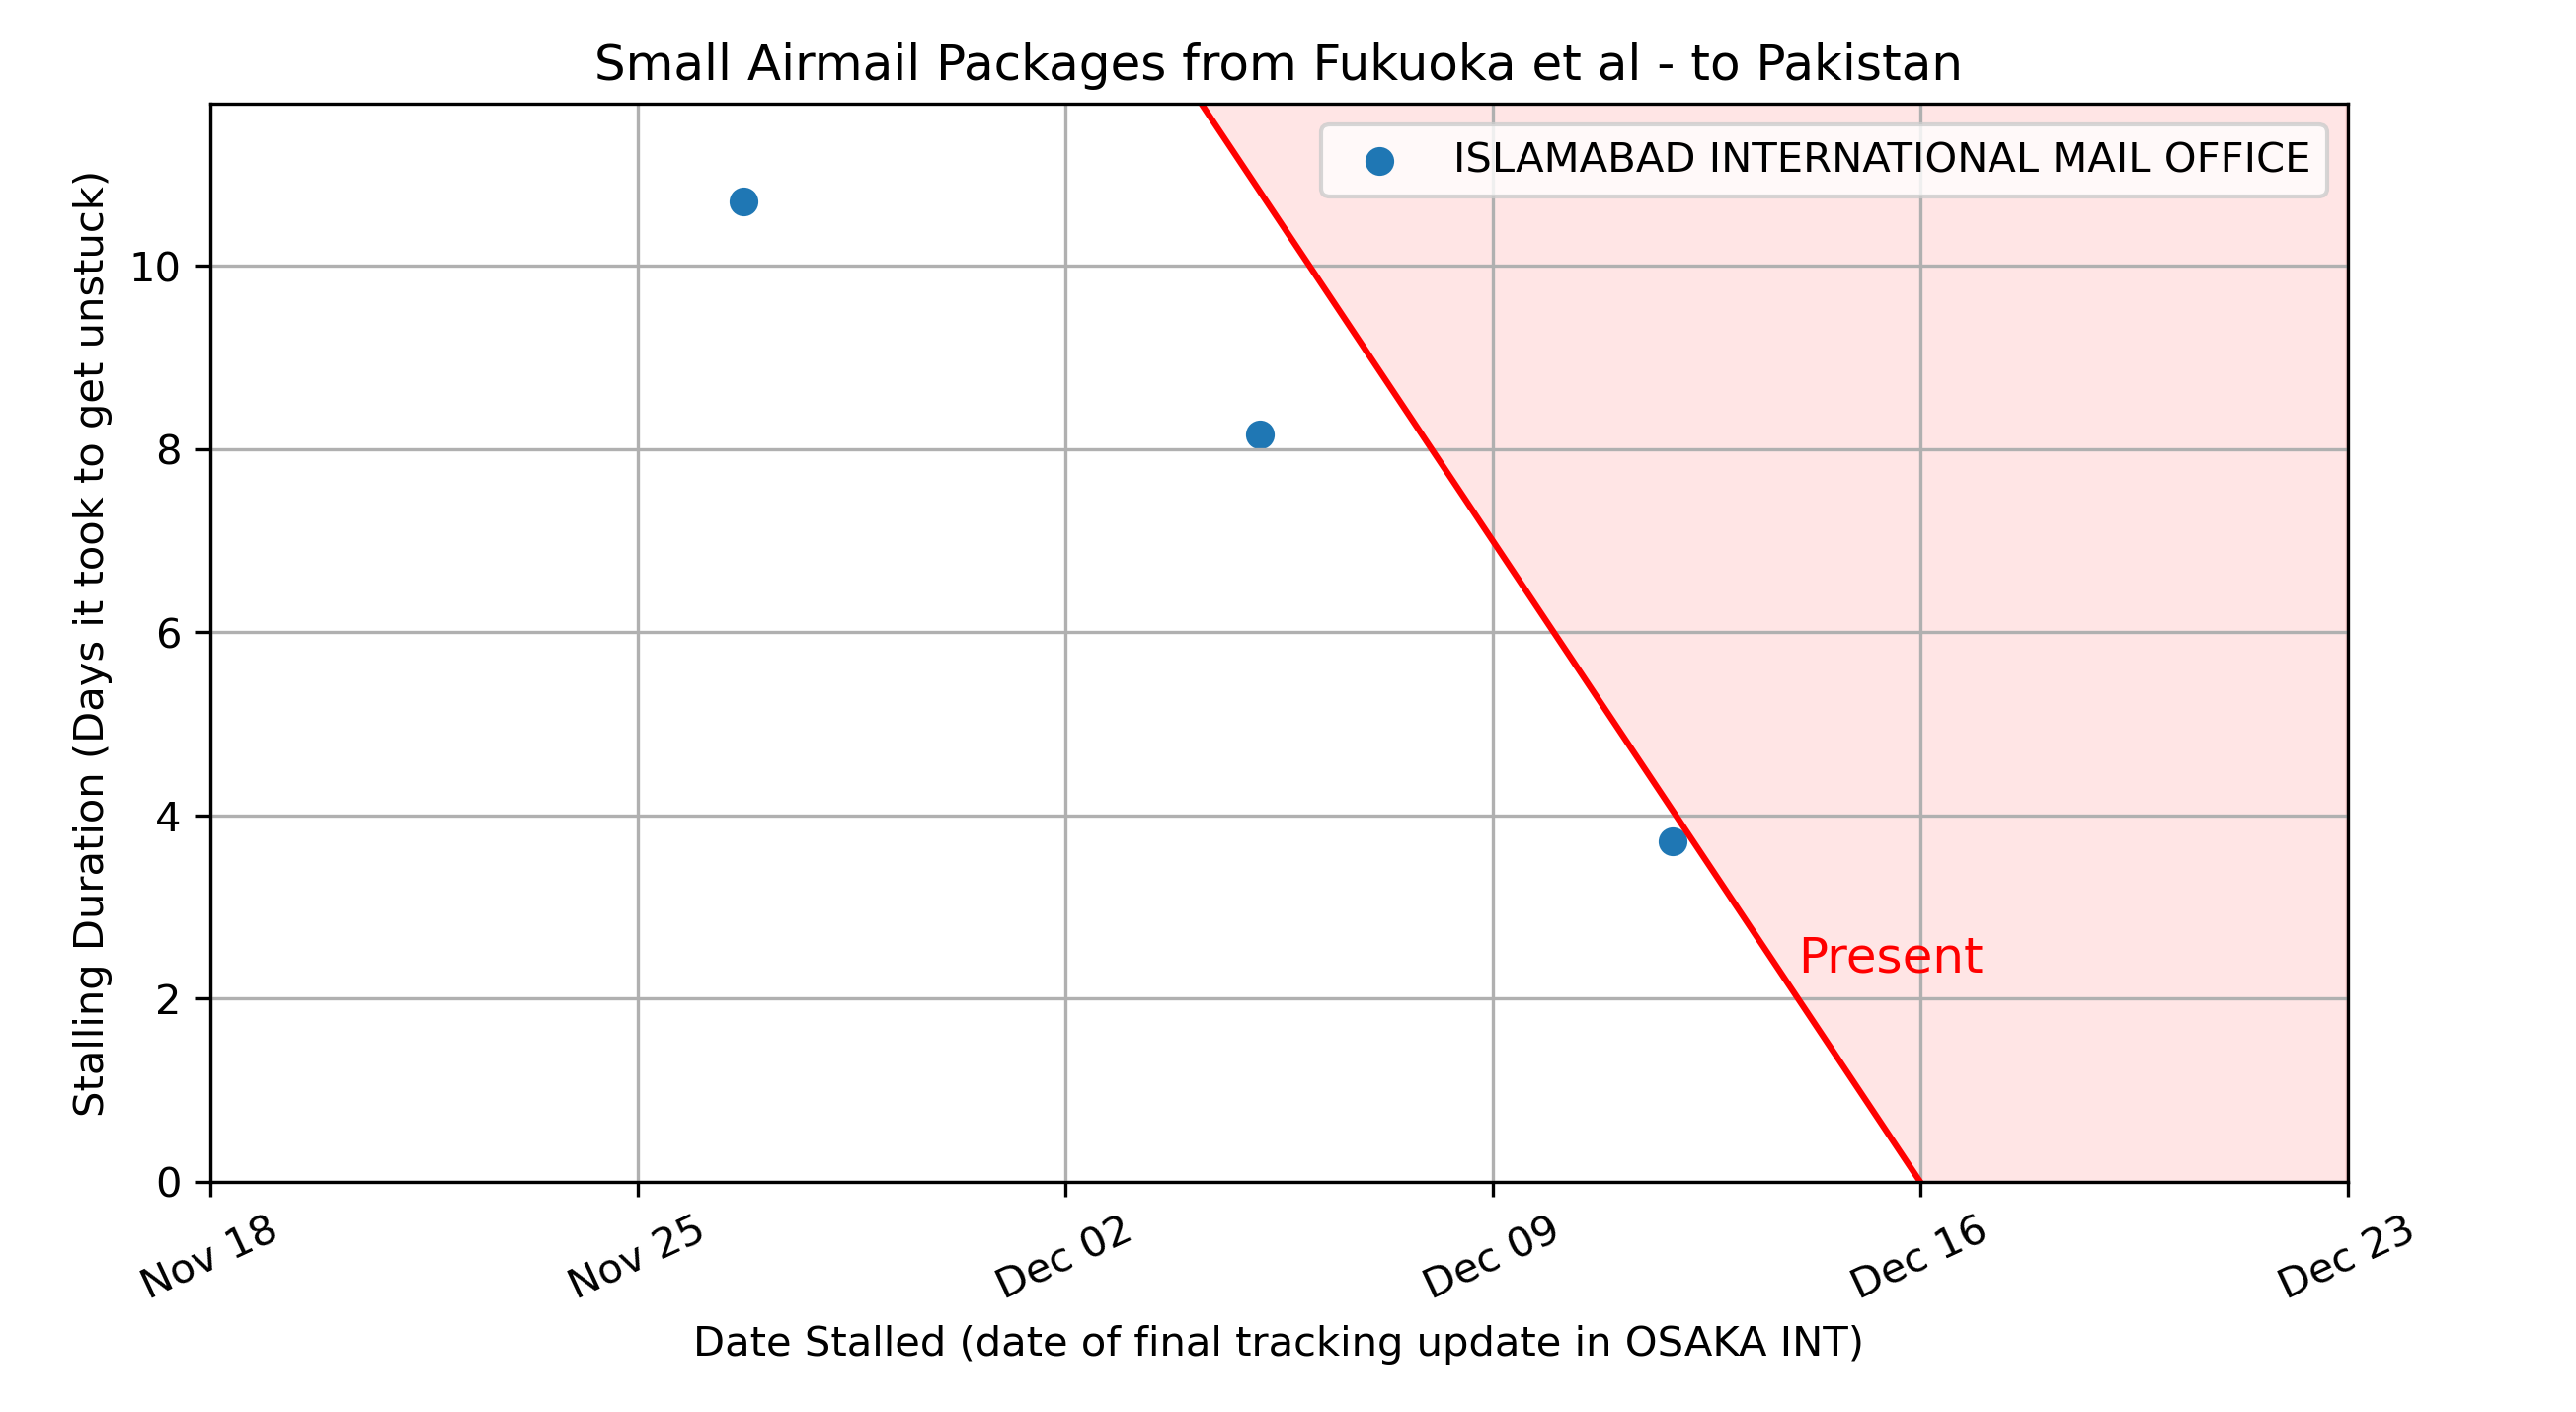 Small Airmail Packages from Fukuoka et al - to Pakistan
ISLAMABAD INTERNATIONAL MAIL OFFICE
Stalling Duration (Days it took to get unstuck)
10
8
6
4
2
0
Present
Nov 18
Nov 25
Dec 02
Dec 09
Dec 16
Dec 23
Date Stalled (date of final tracking update in OSAKA INT)